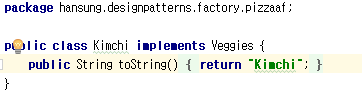 package hansung.designpatterns.factory.pizzaaf;
public class Kimchi implements Veggies {
    public String toString() { return "Kimchi"; }
}